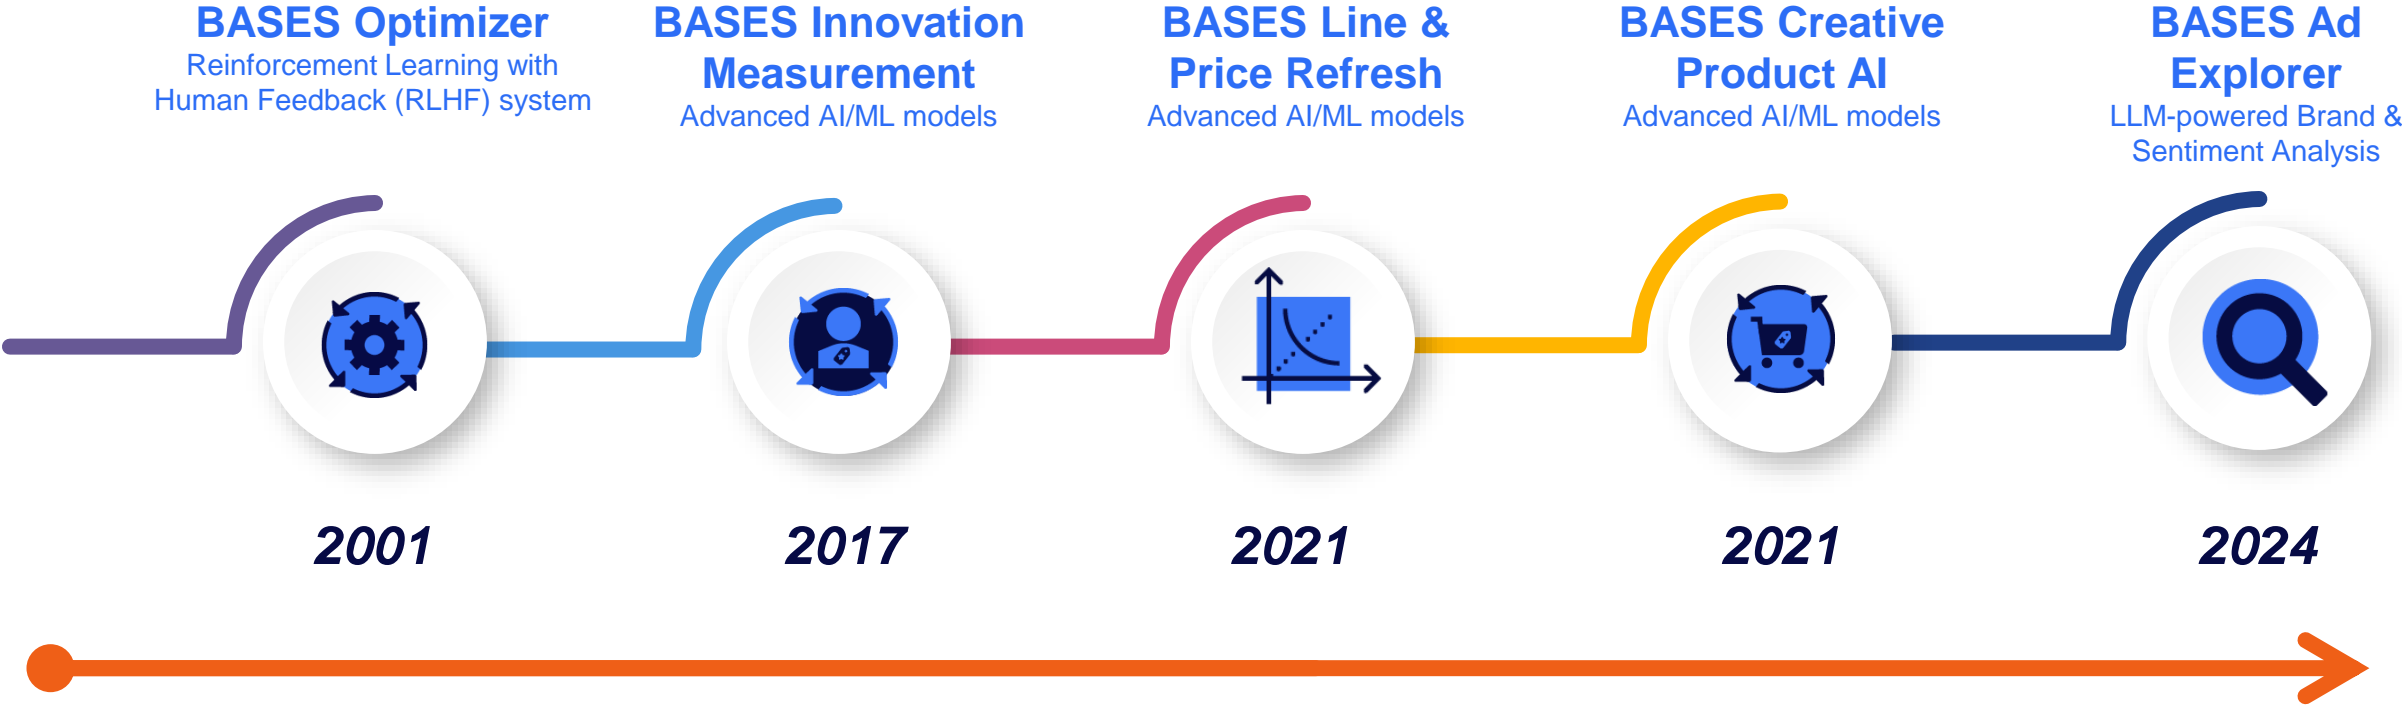 BASES Optimizer
Reinforcement Learning with
Human Feedback (RLHF) system
BASES Innovation
Measurement
Advanced AI/ML models
BASES Line &
Price Refresh
Advanced AI/ML models
BASES Creative
Product AI
Advanced AI/ML models
BASES Ad
Explorer
LLM-powered Brand &
Sentiment Analysis
2001
2017
2021
2021
2024